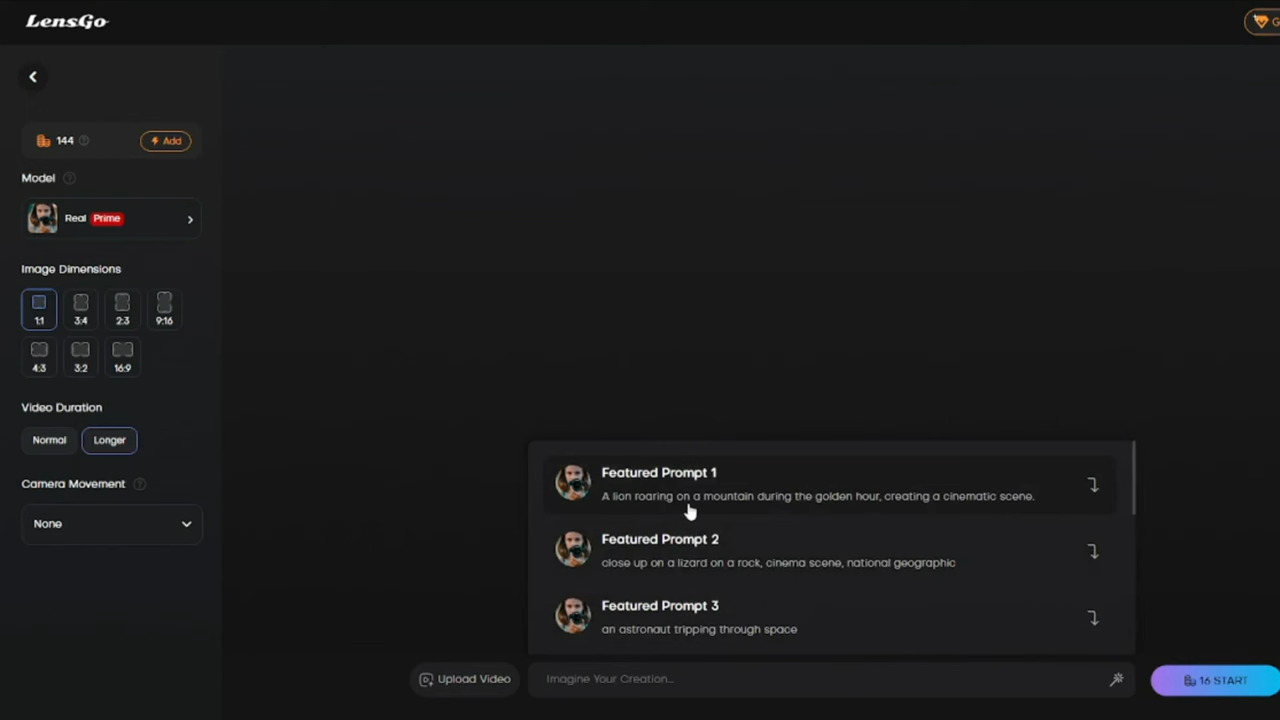 LensGo
G
144
Add
Model
Real Prime
Image Dimensions
1:1 3:4 2:3 9:16
4:3 3:2 16:9
Video Duration
Normal Longer
Camera Movement
None
Featured Prompt 1
A lion roaring on a mountain during the golden hour, creating a cinematic scene.
Featured Prompt 2
close up on a lizard on a rock, cinema scene, national geographic
Featured Prompt 3
an astronaut tripping through space
Upload Video
Imagine Your Creation...
16 START